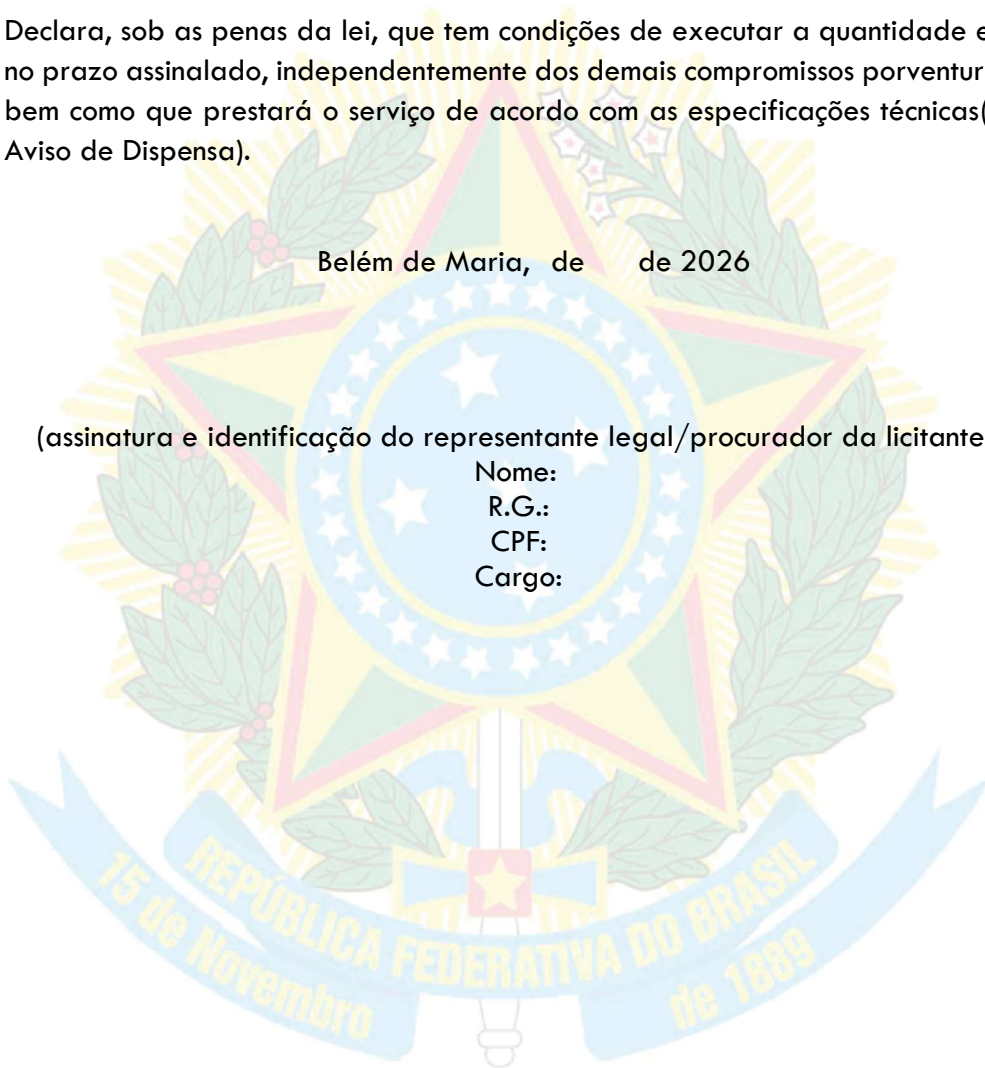 Declara, sob as penas da lei, que tem condições de executar a quantidade e
no prazo assinalado, independentemente dos demais compromissos porventur
bem como que prestará o serviço de acordo com as especificações técnicas(
Aviso de Dispensa).
Belém de Maria, de de 2026
(assinatura e identificação do representante legal/procurador da licitante
Nome:
R.G.:
CPF:
Cargo:
REPÚBLICA FEDERATIVA DO BRASIL
15 de Novembro de 1889